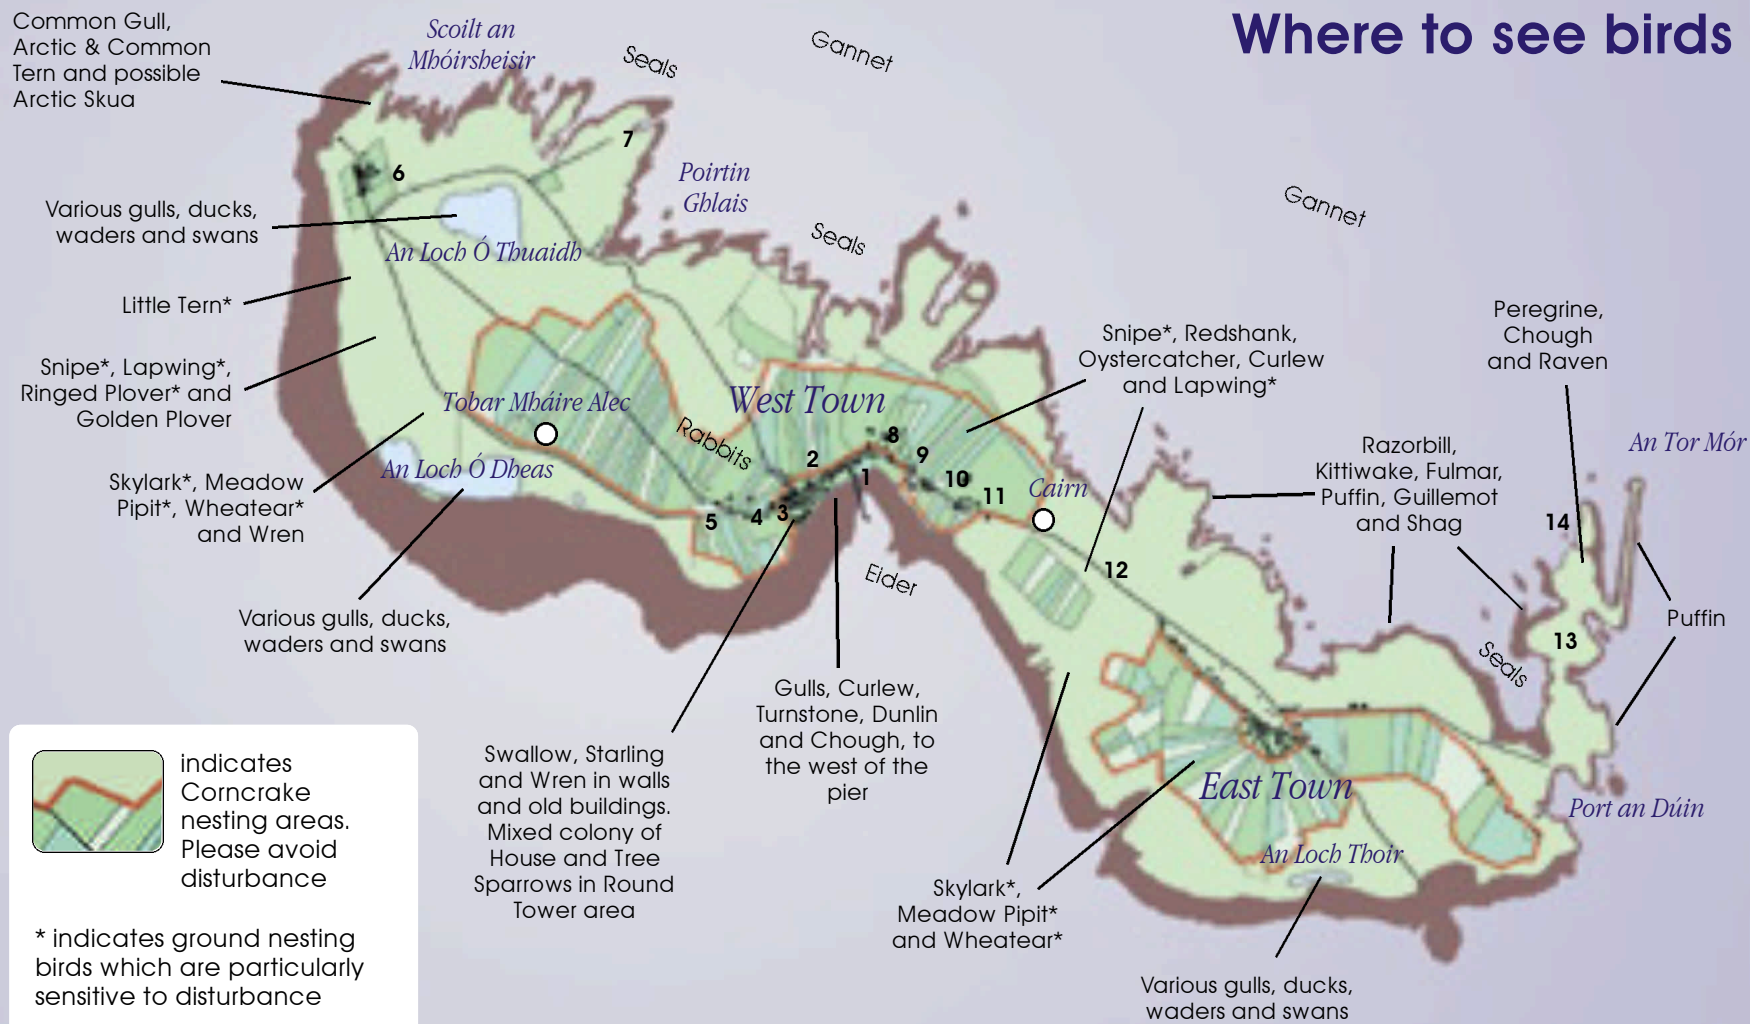 Where to see birds
Common Gull,
Arctic & Common
Tern and possible
Arctic Skua
Scoilt an
Mhóirsheisir
Seals
Gannet
7
6
Poirtin
Ghlais
Gannet
Various gulls, ducks,
waders and swans
An Loch Ó Thuaidh
Seals
Little Tern*
Snipe*, Lapwing*,
Ringed Plover* and
Golden Plover
Tobar Mháire Alec
West Town
Rabbits
Snipe*, Redshank,
Oystercatcher, Curlew
and Lapwing*
Peregrine,
Chough
and Raven
Razorbill,
Kittiwake, Fulmar,
Puffin, Guillemot
and Shag
An Tor Mór
Skylark*, Meadow
Pipit*, Wheatear*
and Wren
An Loch Ó Dheas
2
8
9
1
10
11
Cairn
5
4
3
14
12
Eider
Various gulls, ducks,
waders and swans
13
Puffin
Seals
Gulls, Curlew,
Turnstone, Dunlin
and Chough, to
the west of the
pier
Swallow, Starling
and Wren in walls
and old buildings.
Mixed colony of
House and Tree
Sparrows in Round
Tower area
East Town
Port an Dúin
An Loch Thoir
Skylark*,
Meadow Pipit*
and Wheatear*
Various gulls, ducks,
waders and swans
indicates
Corncrake
nesting areas.
Please avoid
disturbance
* indicates ground nesting
birds which are particularly
sensitive to disturbance